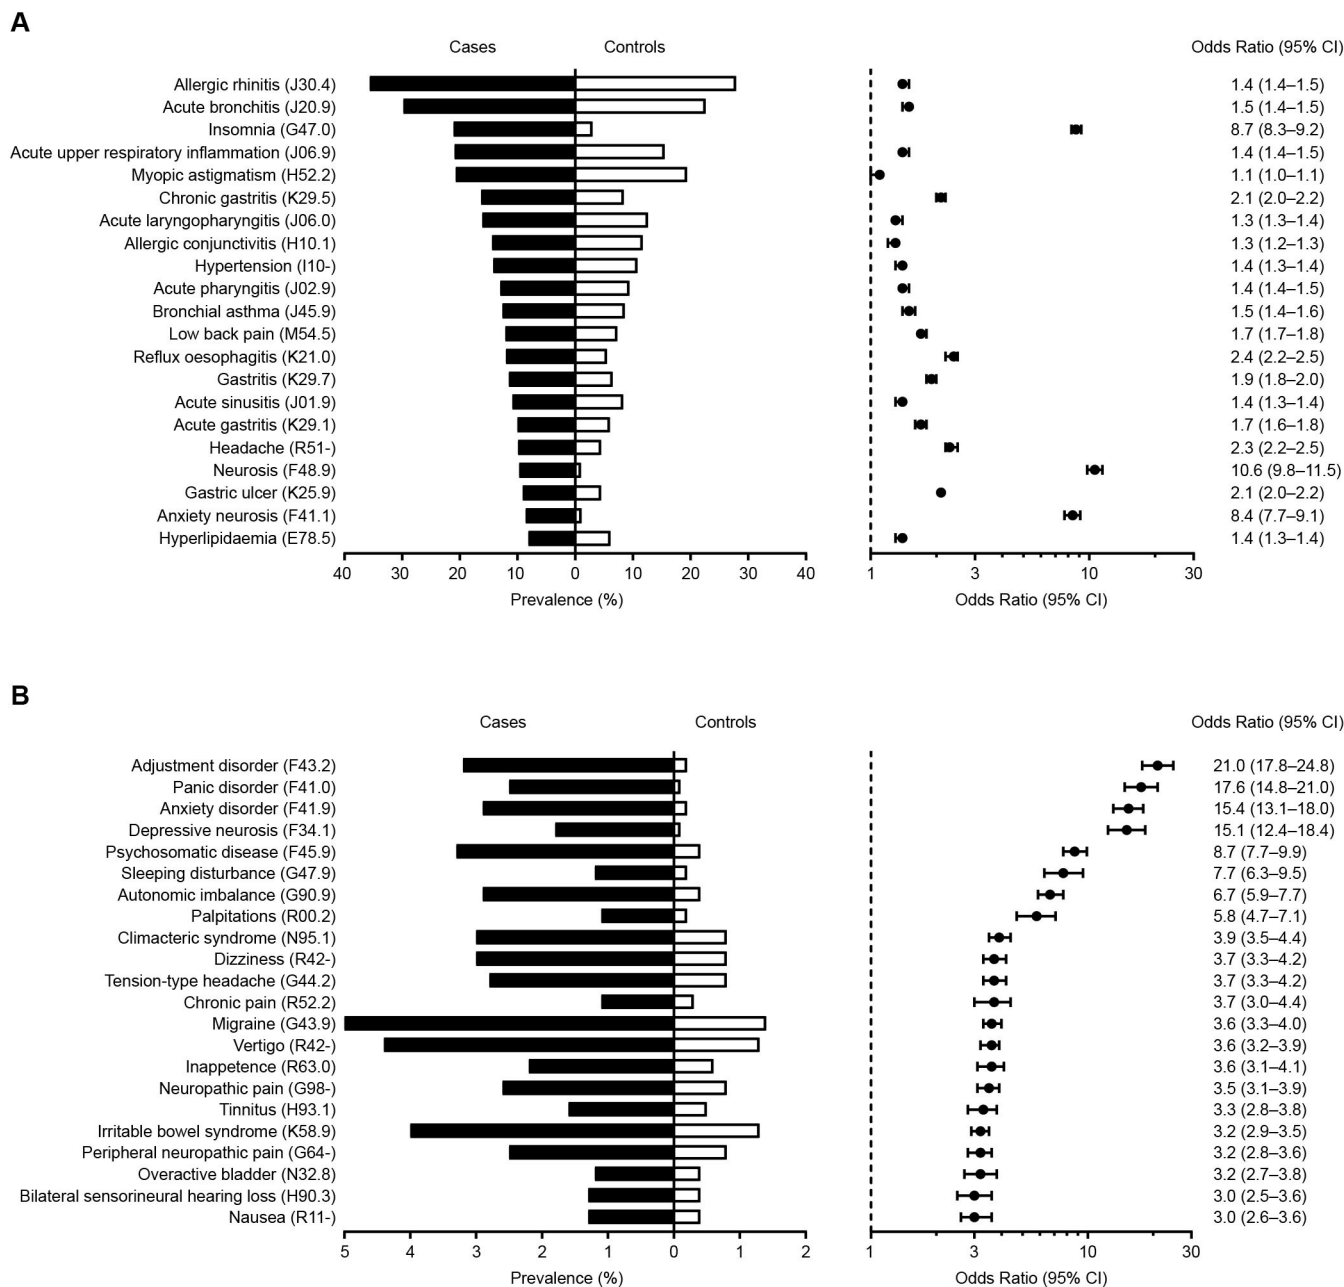 A
Cases Controls Odds Ratio (95% CI)
Allergic rhinitis (J30.4) 1.4 (1.4–1.5)
Acute bronchitis (J20.9) 1.5 (1.4–1.5)
Insomnia (G47.0) 8.7 (8.3–9.2)
Acute upper respiratory inflammation (J06.9) 1.4 (1.4–1.5)
Myopic astigmatism (H52.2) 1.1 (1.0–1.1)
Chronic gastritis (K29.5) 2.1 (2.0–2.2)
Acute laryngopharyngitis (J06.0) 1.3 (1.3–1.4)
Allergic conjunctivitis (H10.1) 1.3 (1.2–1.3)
Hypertension (I10-) 1.4 (1.3–1.4)
Acute pharyngitis (J02.9) 1.4 (1.4–1.5)
Bronchial asthma (J45.9) 1.5 (1.4–1.6)
Low back pain (M54.5) 1.7 (1.7–1.8)
Reflux oesophagitis (K21.0) 2.4 (2.2–2.5)
Gastritis (K29.7) 1.9 (1.8–2.0)
Acute sinusitis (J01.9) 1.4 (1.3–1.4)
Acute gastritis (K29.1) 1.7 (1.6–1.8)
Headache (R51-) 2.3 (2.2–2.5)
Neurosis (F48.9) 10.6 (9.8–11.5)
Gastric ulcer (K25.9) 2.1 (2.0–2.2)
Anxiety neurosis (F41.1) 8.4 (7.7–9.1)
Hyperlipidaemia (E78.5) 1.4 (1.3–1.4)
40 30 20 10 0 10 20 30 40 1 3 10 30
Prevalence (%) Odds Ratio (95% CI)
B
Cases Controls Odds Ratio (95% CI)
Adjustment disorder (F43.2) 21.0 (17.8–24.8)
Panic disorder (F41.0) 17.6 (14.8–21.0)
Anxiety disorder (F41.9) 15.4 (13.1–18.0)
Depressive neurosis (F34.1) 15.1 (12.4–18.4)
Psychosomatic disease (F45.9) 8.7 (7.7–9.9)
Sleeping disturbance (G47.9) 7.7 (6.3–9.5)
Autonomic imbalance (G90.9) 6.7 (5.9–7.7)
Palpitations (R00.2) 5.8 (4.7–7.1)
Climacteric syndrome (N95.1) 3.9 (3.5–4.4)
Dizziness (R42-) 3.7 (3.3–4.2)
Tension-type headache (G44.2) 3.7 (3.3–4.2)
Chronic pain (R52.2) 3.7 (3.0–4.4)
Migraine (G43.9) 3.6 (3.3–4.0)
Vertigo (R42-) 3.6 (3.2–3.9)
Inappetence (R63.0) 3.6 (3.1–4.1)
Neuropathic pain (G98-) 3.5 (3.1–3.9)
Tinnitus (H93.1) 3.3 (2.8–3.8)
Irritable bowel syndrome (K58.9) 3.2 (2.9–3.5)
Peripheral neuropathic pain (G64-) 3.2 (2.8–3.6)
Overactive bladder (N32.8) 3.2 (2.7–3.8)
Bilateral sensorineural hearing loss (H90.3) 3.0 (2.5–3.6)
Nausea (R11-) 3.0 (2.6–3.6)
5 4 3 2 1 0 1 2 1 3 10 30
Prevalence (%) Odds Ratio (95% CI)